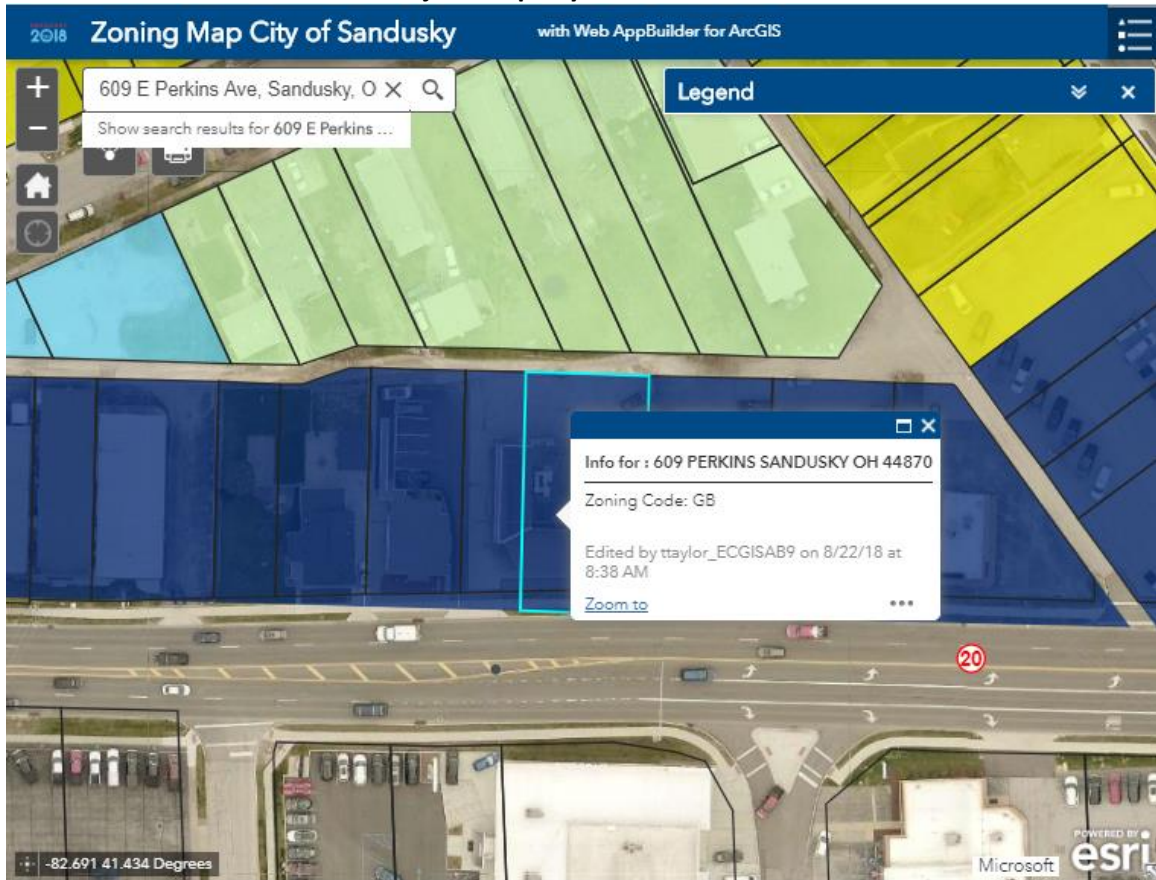 2018 Zoning Map City of Sandusky with Web AppBuilder for ArcGIS
609 E Perkins Ave, Sandusky, O
Show search results for 609 E Perkins ...
Legend
Info for : 609 PERKINS SANDUSKY OH 44870
Zoning Code: GB
Edited by ttaylor_ECGISAB9 on 8/22/18 at
8:38 AM
Zoom to
20
-82.691 41.434 Degrees
Microsoft
POWERED BY
esri